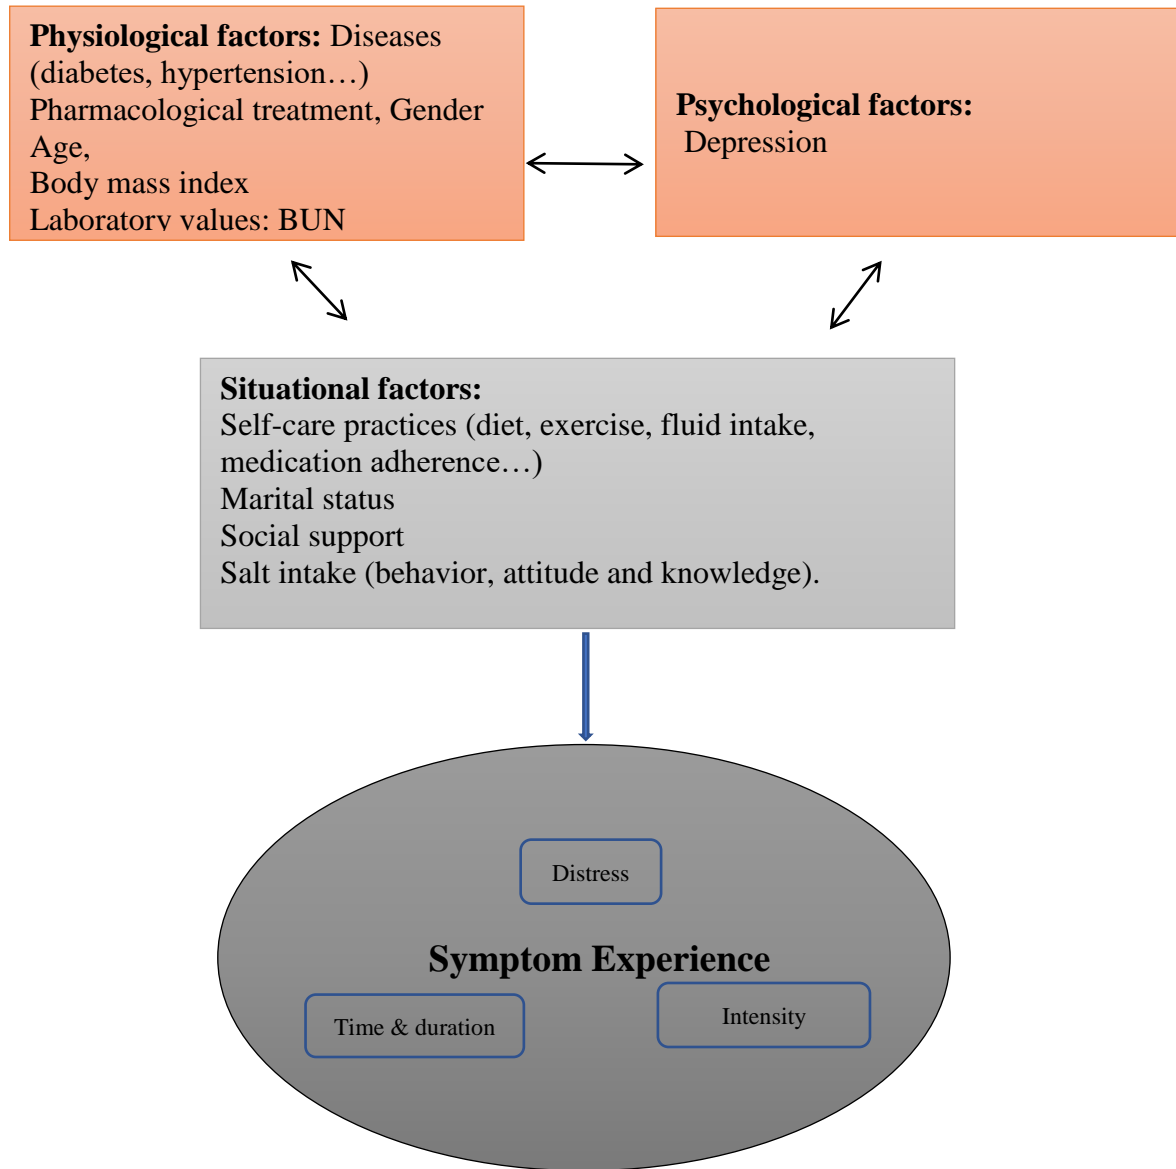 Physiological factors: Diseases
(diabetes, hypertension…)
Pharmacological treatment, Gender
Age,
Body mass index
Laboratory values: BUN
Psychological factors:
Depression
Situational factors:
Self-care practices (diet, exercise, fluid intake,
medication adherence…)
Marital status
Social support
Salt intake (behavior, attitude and knowledge).
Distress
Symptom Experience
Time & duration
Intensity